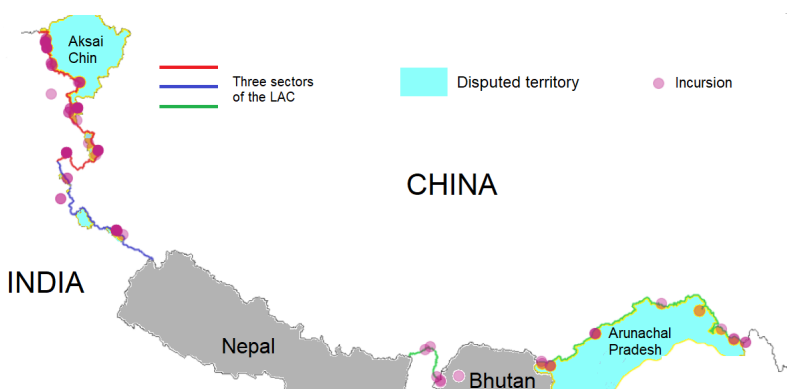 Aksai
Chin
Three sectors
of the LAC
Disputed territory
Incursion
CHINA
INDIA
Nepal
Bhutan
Arunachal
Pradesh